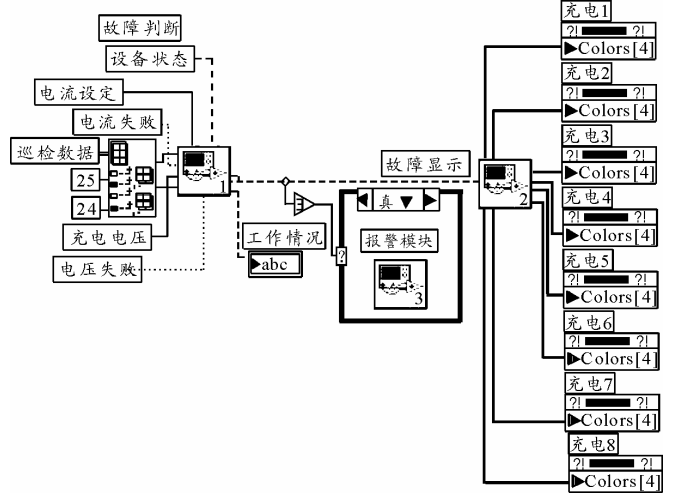 故障判断
设备状态
电流设定
电流失败
巡检数据
25
24
充电电压
电压失败
1
工作情况
abc
故障显示
真
?
报警模块
3
2
充电1
?! ?!
Colors[4]
充电2
?! ?!
Colors[4]
充电3
?! ?!
Colors[4]
充电4
?! ?!
Colors[4]
充电5
?! ?!
Colors[4]
充电6
?! ?!
Colors[4]
充电7
?! ?!
Colors[4]
充电8
?! ?!
Colors[4]